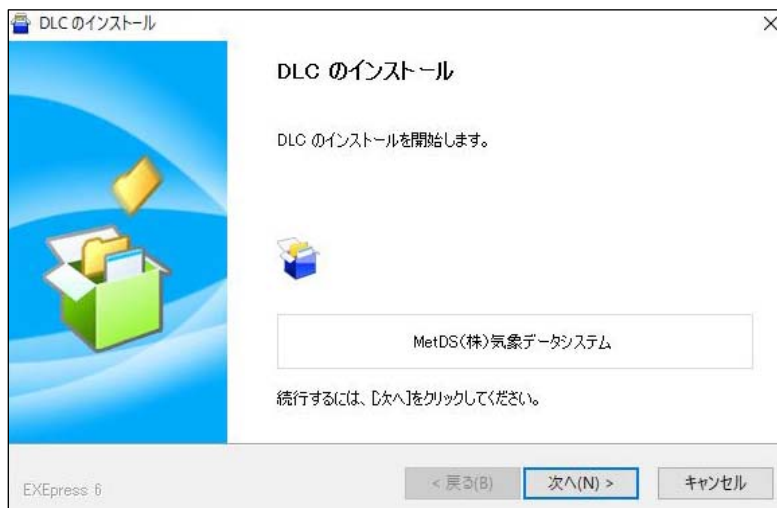 DLC のインストール
DLC のインストール
DLC のインストールを開始します。
MetDS(株)気象データシステム
続行するには、[次へ]をクリックしてください。
EXEpress 6
< 戻る(B)
次へ(N) >
キャンセル